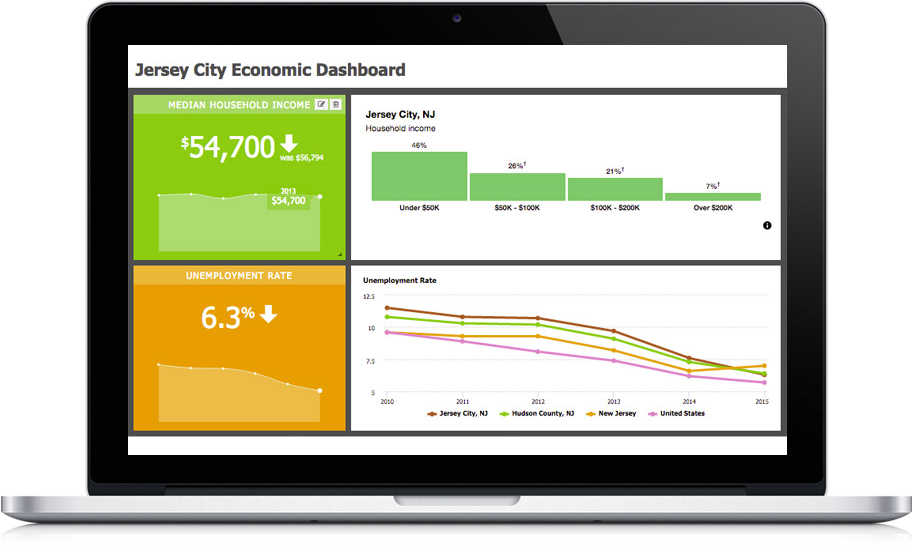 Jersey City Economic Dashboard
MEDIAN HOUSEHOLD INCOME
$54,700
was $56,794
2013
$54,700
Jersey City, NJ
Household income
46%
26%†
21%†
7%†
Under $50K
$50K - $100K
$100K - $200K
Over $200K
UNEMPLOYMENT RATE
6.3%
Unemployment Rate
12.5
10
7.5
5
2010 2011 2012 2013 2014 2015
Jersey City, NJ Hudson County, NJ New Jersey United States